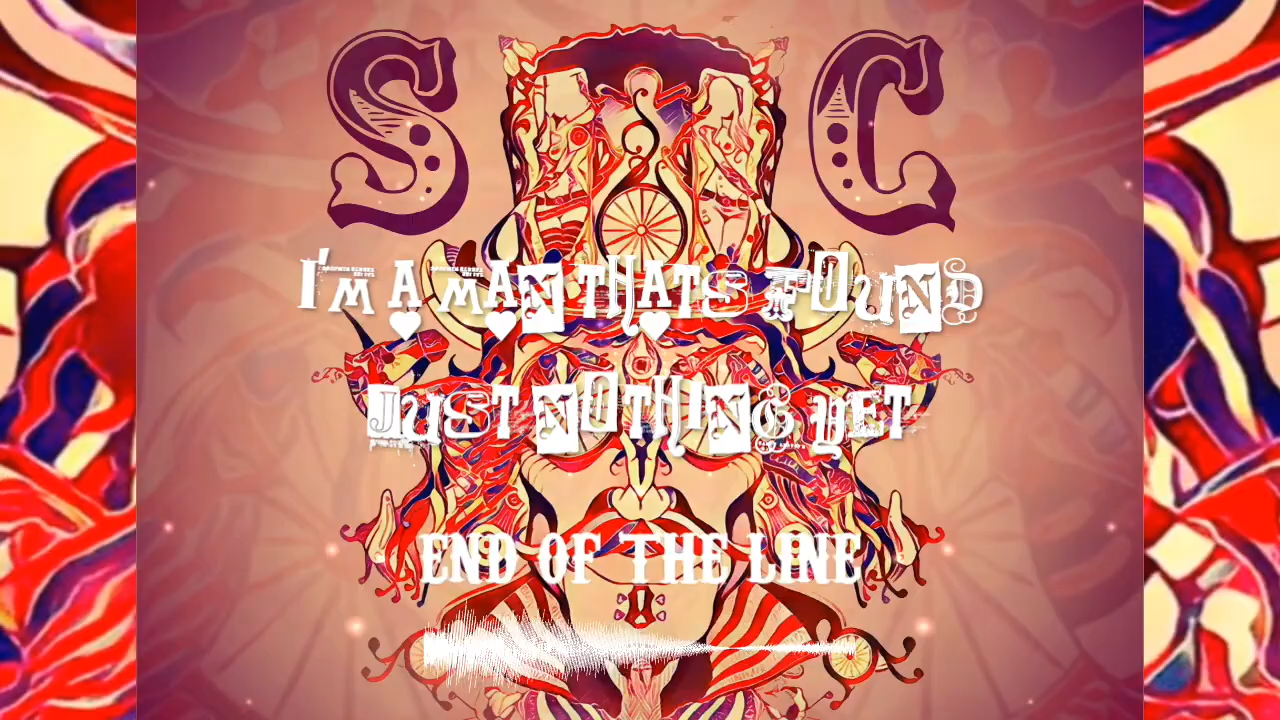 S C
I'M A MAN THATS FOUND
JUST NOTHING YET
END OF THE LINE